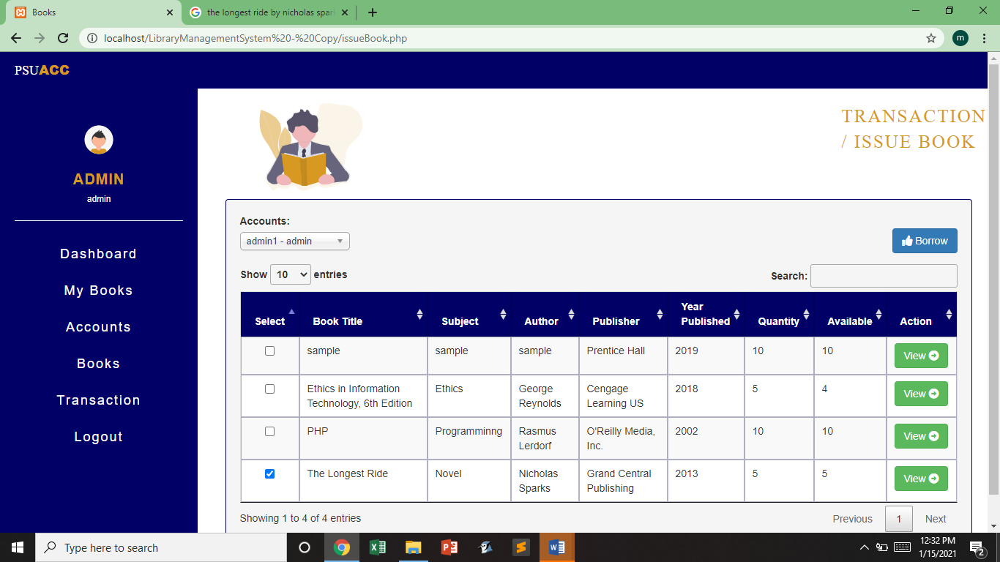 Books
the longest ride by nicholas spar
localhost/LibraryManagementSystem%20-%20Copy/issueBook.php
m
PSUACC
ADMIN
admin
Dashboard
My Books
Accounts
Books
Transaction
Logout
TRANSACTION
/ ISSUE BOOK
Accounts:
admin1 - admin
Borrow
Show 10 entries
Search:
Select Book Title Subject Author Publisher Year Published Quantity Available Action
sample sample sample Prentice Hall 2019 10 10 View
Ethics in Information Ethics George Cengage 2018 5 4 View
Technology, 6th Edition Reynolds Learning US
PHP Programminng Rasmus O'Reilly Media, 2002 10 10 View
Lerdorf Inc.
The Longest Ride Novel Nicholas Grand Central 2013 5 5 View
Sparks Publishing
Showing 1 to 4 of 4 entries
Previous 1 Next
Type here to search
12:32 PM
1/15/2021
2